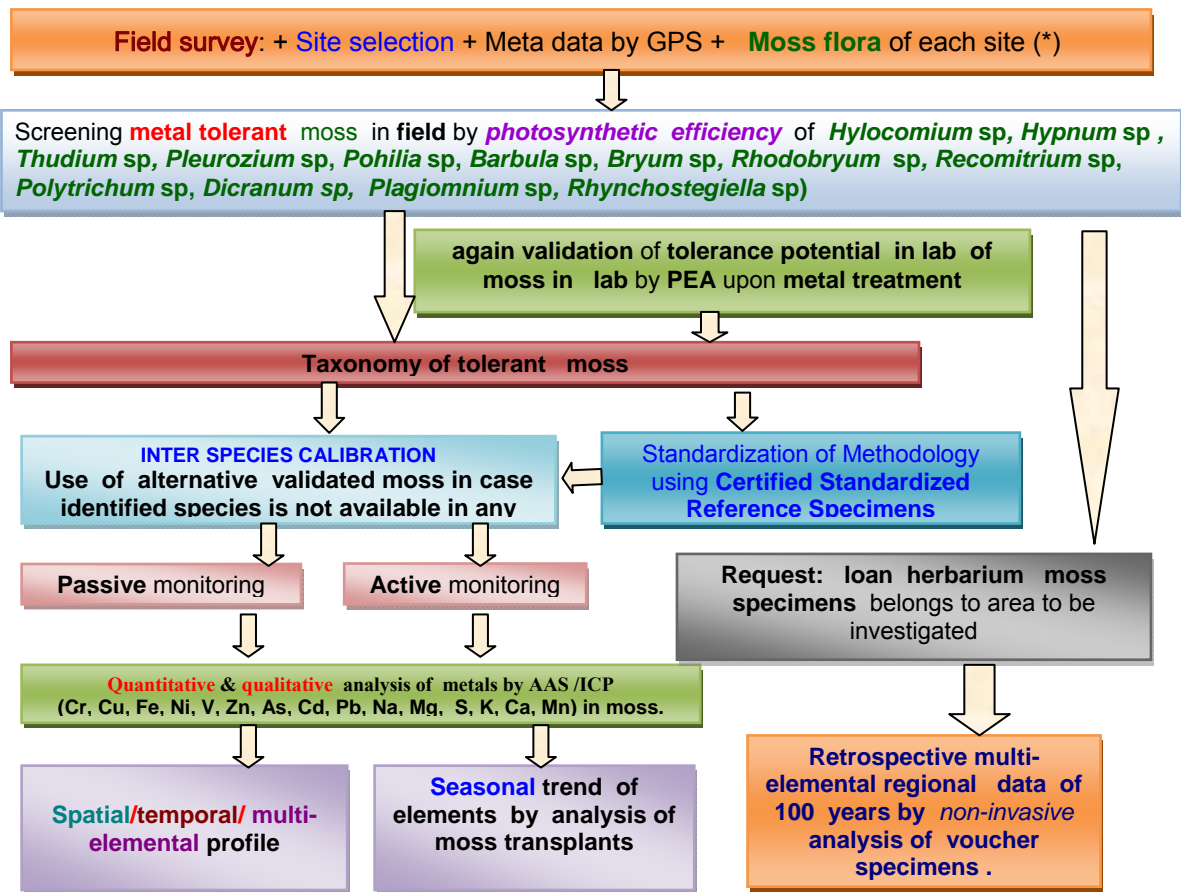 Field survey: + Site selection + Meta data by GPS + Moss flora of each site (*)
Screening metal tolerant moss in field by photosynthetic efficiency of Hylocomium sp, Hypnum sp ,
Thudium sp, Pleurozium sp, Pohilia sp, Barbula sp, Bryum sp, Rhodobryum sp, Recomitrium sp,
Polytrichum sp, Dicranum sp, Plagiomnium sp, Rhynchostegiella sp)
again validation of tolerance potential in lab of
moss in lab by PEA upon metal treatment
Taxonomy of tolerant moss
INTER SPECIES CALIBRATION
Use of alternative validated moss in case
identified species is not available in any
Standardization of Methodology
using Certified Standardized
Reference Specimens
Passive monitoring
Active monitoring
Request: loan herbarium moss
specimens belongs to area to be
investigated
Quantitative & qualitative analysis of metals by AAS /ICP
(Cr, Cu, Fe, Ni, V, Zn, As, Cd, Pb, Na, Mg, S, K, Ca, Mn) in moss.
Spatial/temporal/ multi-
elemental profile
Seasonal trend of
elements by analysis of
moss transplants
Retrospective multi-
elemental regional data of
100 years by non-invasive
analysis of voucher
specimens .